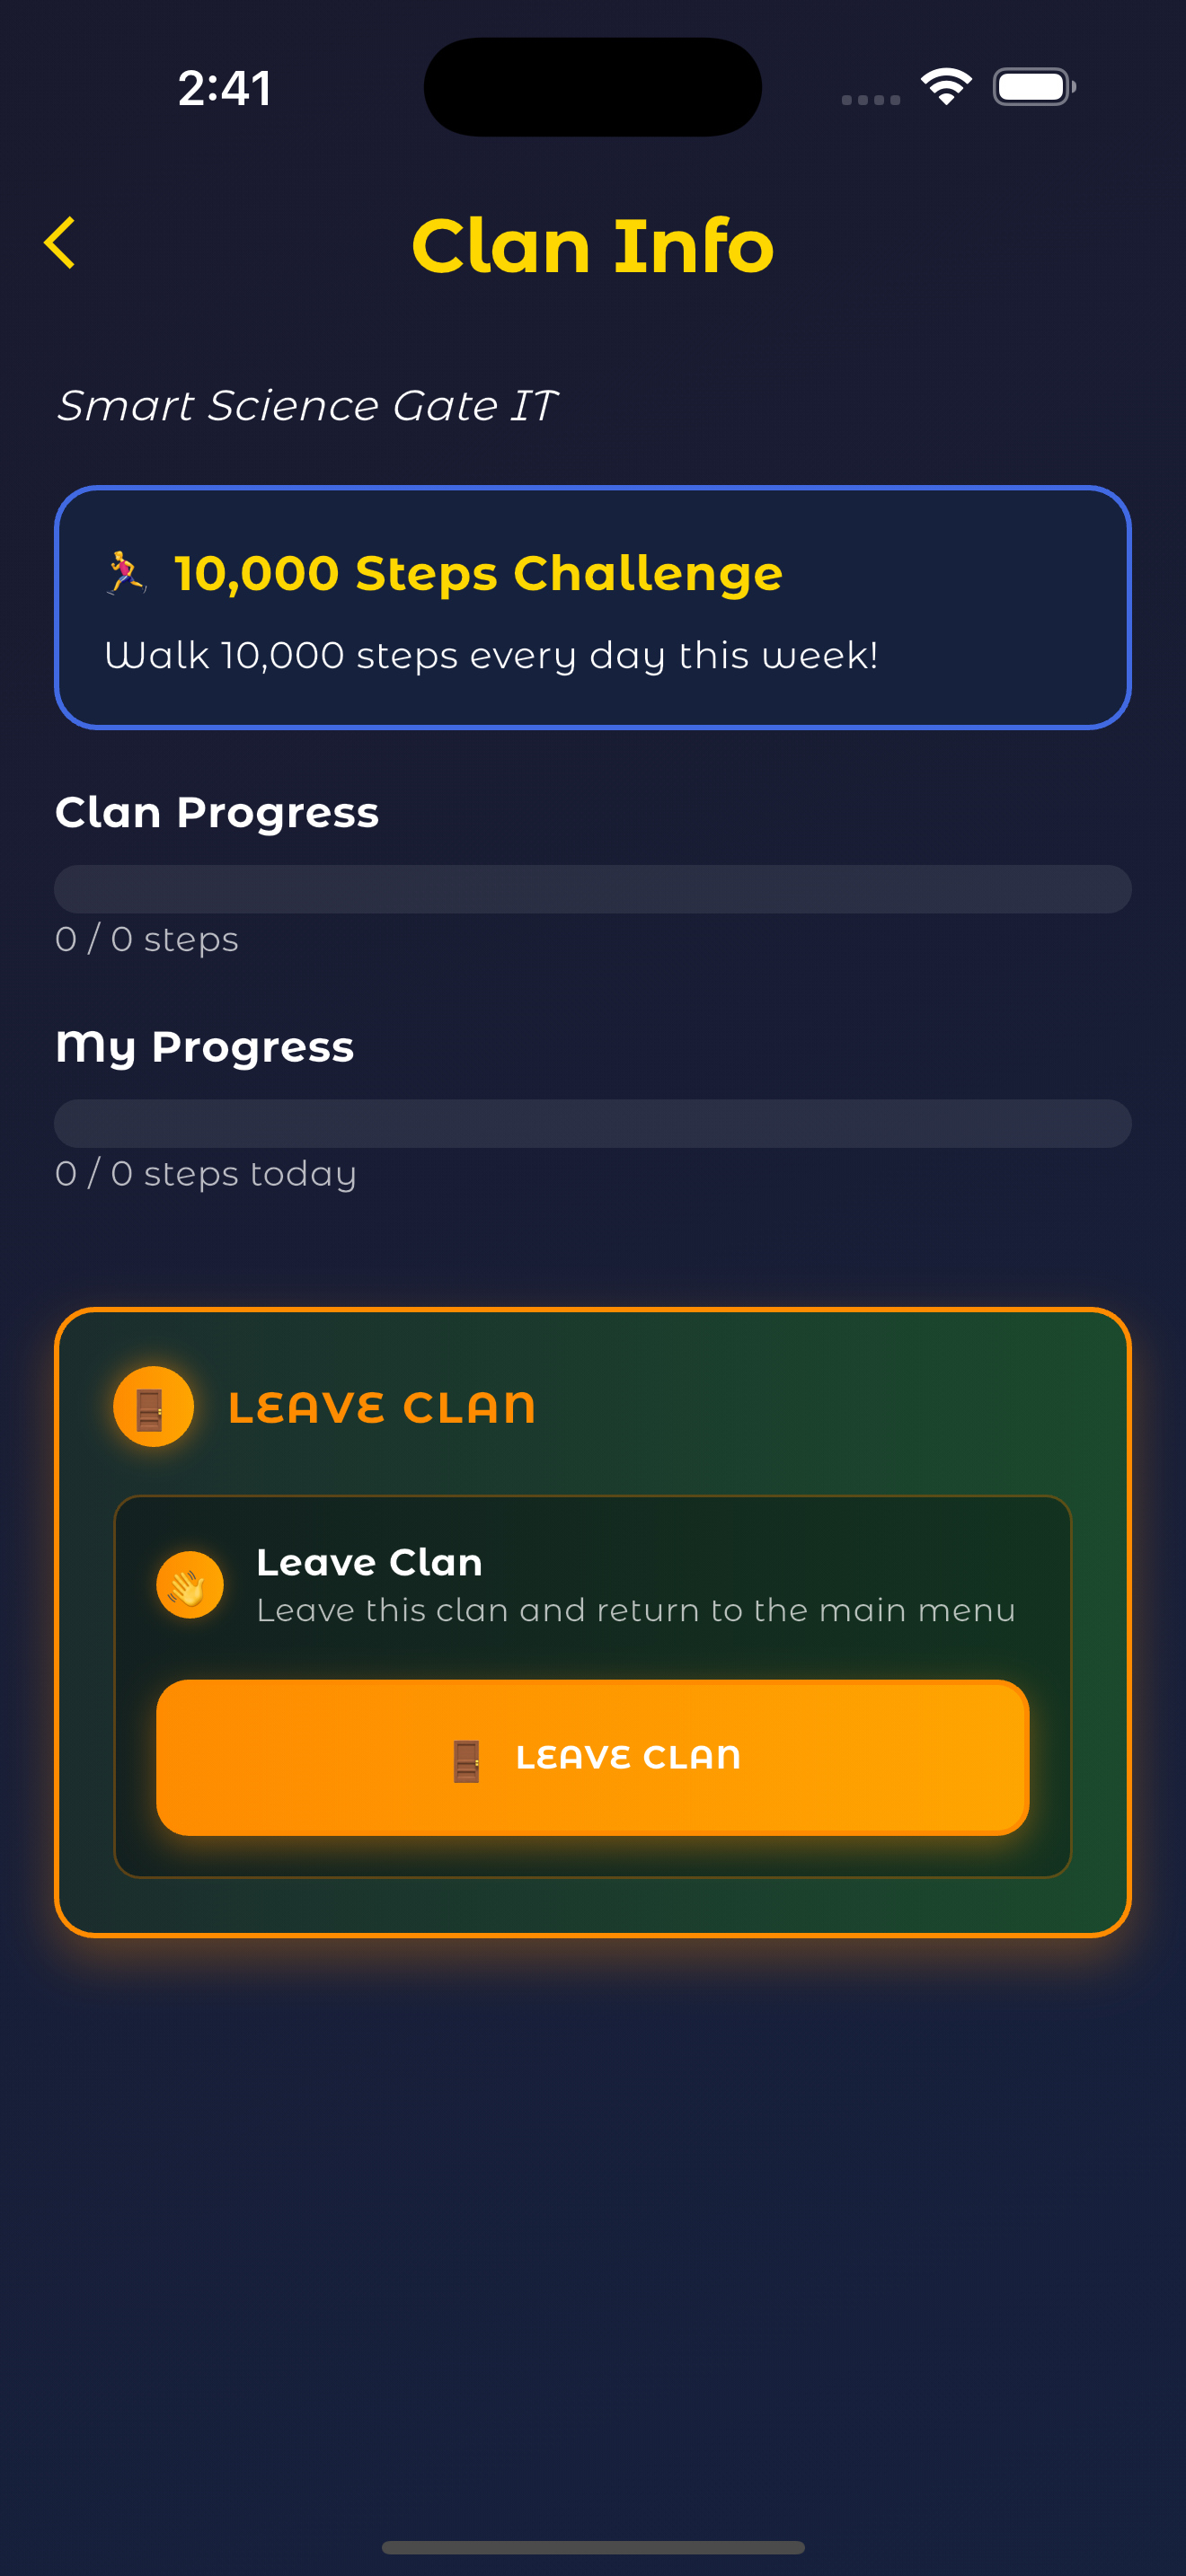 2:41
Clan Info
Smart Science Gate IT
10,000 Steps Challenge
Walk 10,000 steps every day this week!
Clan Progress
0 / 0 steps
My Progress
0 / 0 steps today
LEAVE CLAN
Leave Clan
Leave this clan and return to the main menu
LEAVE CLAN